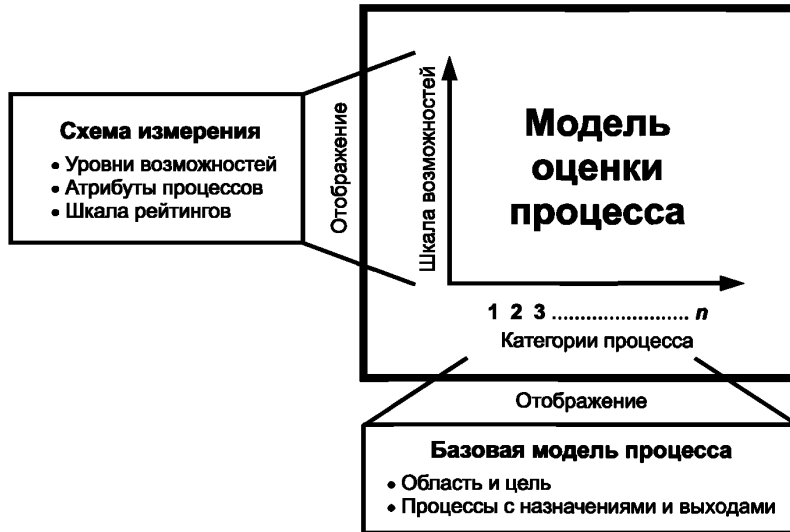 Схема измерения
• Уровни возможностей
• Атрибуты процессов
• Шкала рейтингов
Отображение
Шкала возможностей
Модель
оценки
процесса
1 2 3 ........................ n
Категории процесса
Отображение
Базовая модель процесса
• Область и цель
• Процессы с назначениями и выходами